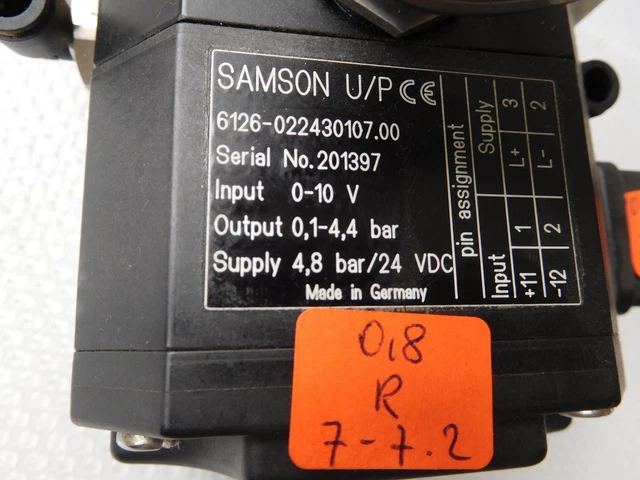 SAMSON U/P CE
6126-022430107.00
Serial No.201397
Input 0-10 V
Output 0,1-4,4 bar
Supply 4,8 bar/24 VDC
Made in Germany
pin assignment
Supply L+ 3
L- 2
Input +11 1
-12 2
0,8
R
7-7.2